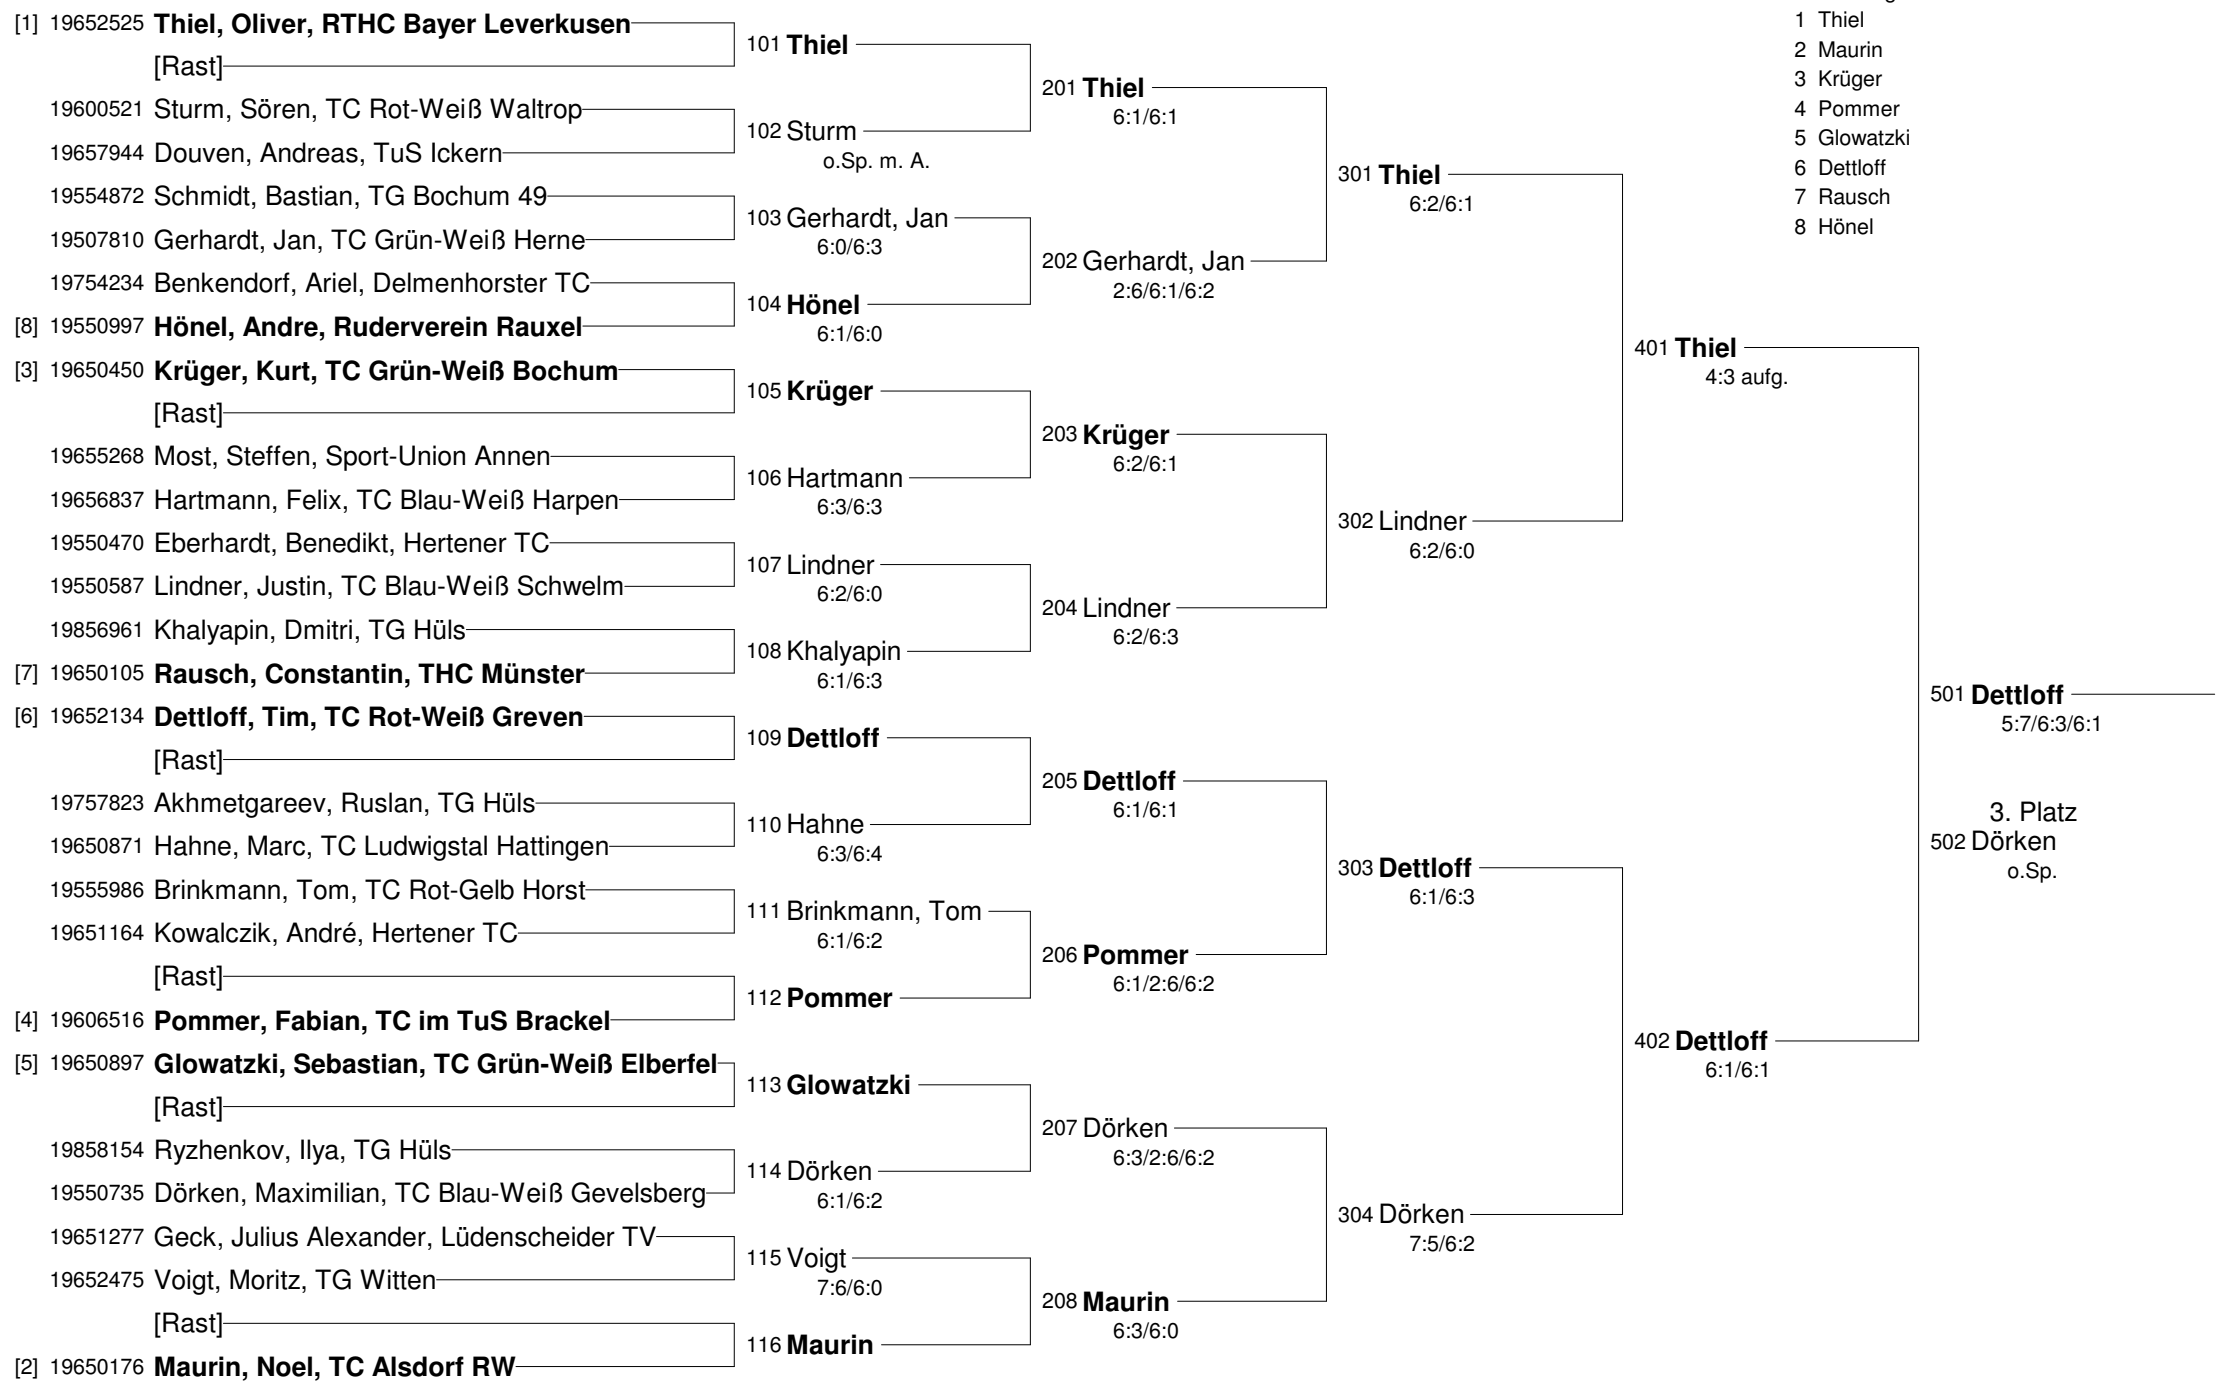 [1] 19652525 Thiel, Oliver, RTHC Bayer Leverkusen
[Rast]
19600521 Sturm, Sören, TC Rot-Weiß Waltrop
19657944 Douven, Andreas, TuS Ickern
19554872 Schmidt, Bastian, TG Bochum 49
19507810 Gerhardt, Jan, TC Grün-Weiß Herne
19754234 Benkendorf, Ariel, Delmenhorster TC
[8] 19550997 Hönel, Andre, Ruderverein Rauxel
[3] 19650450 Krüger, Kurt, TC Grün-Weiß Bochum
[Rast]
19655268 Most, Steffen, Sport-Union Annen
19656837 Hartmann, Felix, TC Blau-Weiß Harpen
19550470 Eberhardt, Benedikt, Hertener TC
19550587 Lindner, Justin, TC Blau-Weiß Schwelm
19856961 Khalyapin, Dmitri, TG Hüls
[7] 19650105 Rausch, Constantin, THC Münster
[6] 19652134 Dettloff, Tim, TC Rot-Weiß Greven
[Rast]
19757823 Akhmetgareev, Ruslan, TG Hüls
19650871 Hahne, Marc, TC Ludwigstal Hattingen
19555986 Brinkmann, Tom, TC Rot-Gelb Horst
19651164 Kowalczik, André, Hertener TC
[Rast]
[4] 19606516 Pommer, Fabian, TC im TuS Brackel
[5] 19650897 Glowatzki, Sebastian, TC Grün-Weiß Elberfel
[Rast]
19858154 Ryzhenkov, Ilya, TG Hüls
19550735 Dörken, Maximilian, TC Blau-Weiß Gevelsberg
19651277 Geck, Julius Alexander, Lüdenscheider TV
19652475 Voigt, Moritz, TG Witten
[Rast]
[2] 19650176 Maurin, Noel, TC Alsdorf RW
101 Thiel
102 Sturm
o.Sp. m. A.
103 Gerhardt, Jan
6:0/6:3
104 Hönel
6:1/6:0
105 Krüger
106 Hartmann
6:3/6:3
107 Lindner
6:2/6:0
108 Khalyapin
6:1/6:3
109 Dettloff
110 Hahne
6:3/6:4
111 Brinkmann, Tom
6:1/6:2
112 Pommer
113 Glowatzki
114 Dörken
6:1/6:2
115 Voigt
7:6/6:0
116 Maurin
201 Thiel
6:1/6:1
202 Gerhardt, Jan
2:6/6:1/6:2
203 Krüger
6:2/6:1
204 Lindner
6:2/6:3
205 Dettloff
6:1/6:1
206 Pommer
6:1/2:6/6:2
207 Dörken
6:3/2:6/6:2
208 Maurin
6:3/6:0
301 Thiel
6:2/6:1
302 Lindner
6:2/6:0
303 Dettloff
6:1/6:3
304 Dörken
7:5/6:2
401 Thiel
4:3 aufg.
402 Dettloff
6:1/6:1
501 Dettloff
5:7/6:3/6:1
3. Platz
502 Dörken
o.Sp.
1 Thiel
2 Maurin
3 Krüger
4 Pommer
5 Glowatzki
6 Dettloff
7 Rausch
8 Hönel